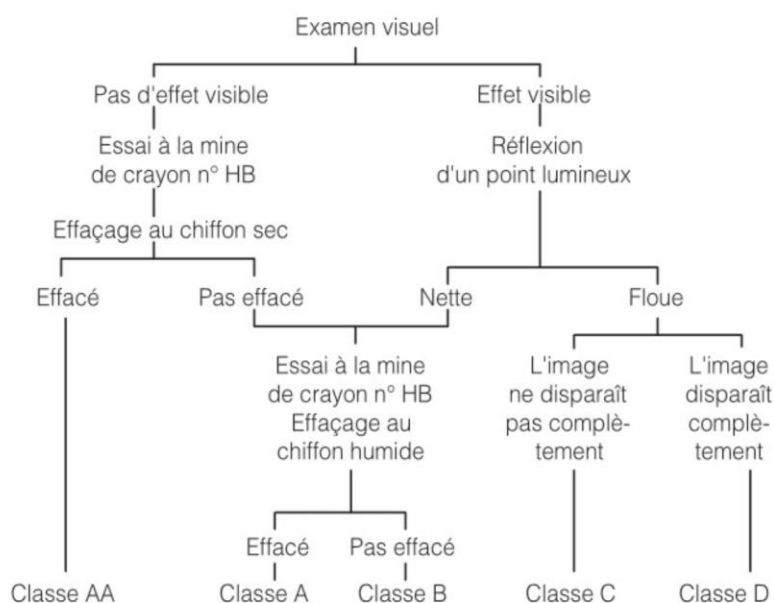 Examen visuel
Pas d'effet visible
Effet visible
Essai à la mine
de crayon n° HB
Réflexion
d'un point lumineux
Effaçage au chiffon sec
Effacé
Pas effacé
Nette
Floue
Essai à la mine
de crayon n° HB
Effaçage au
chiffon humide
L'image
ne disparaît
pas complè-
tement
L'image
disparaît
complè-
tement
Effacé
Pas effacé
Classe AA
Classe A
Classe B
Classe C
Classe D